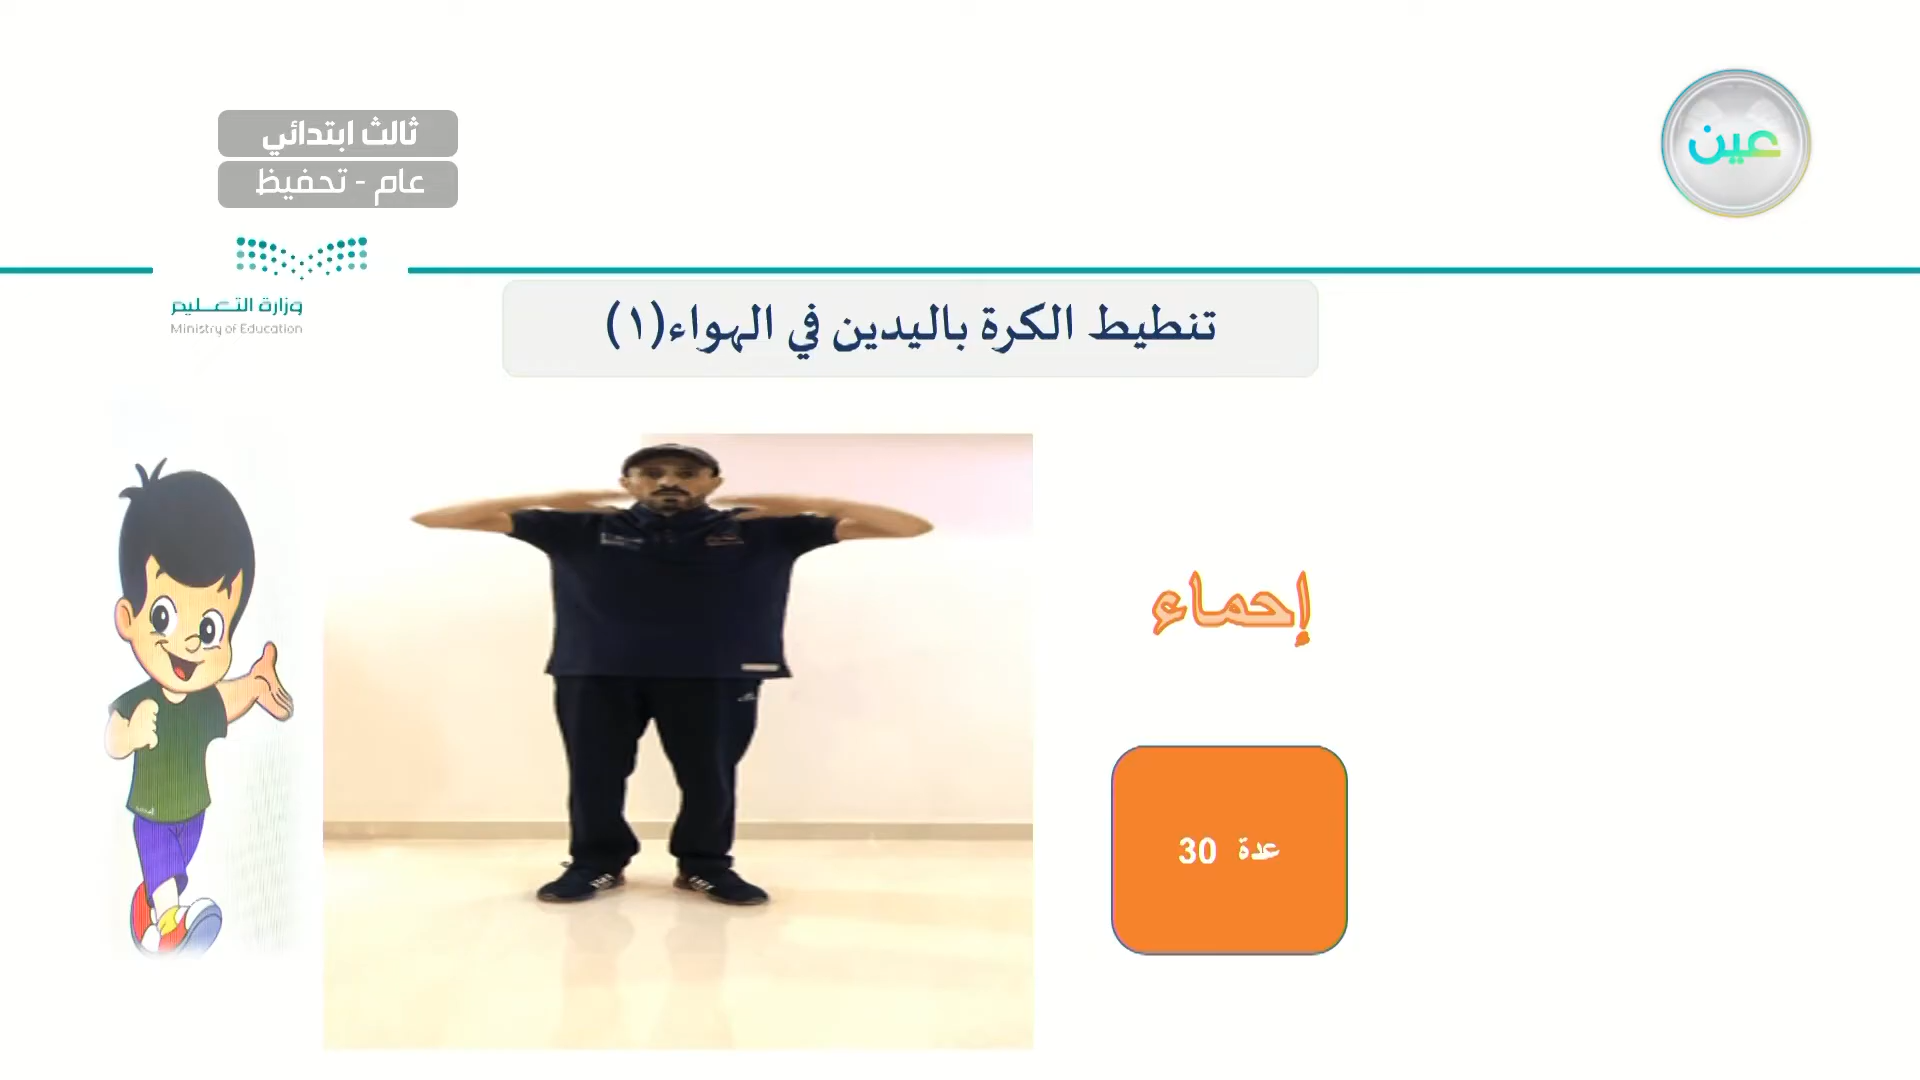 عين
ثالث ابتدائي
عام - تحفيظ
وزارة التعليم
Ministry of Education
تنطيط الكرة باليدين في الهواء(١)
إحماء
عدة 30